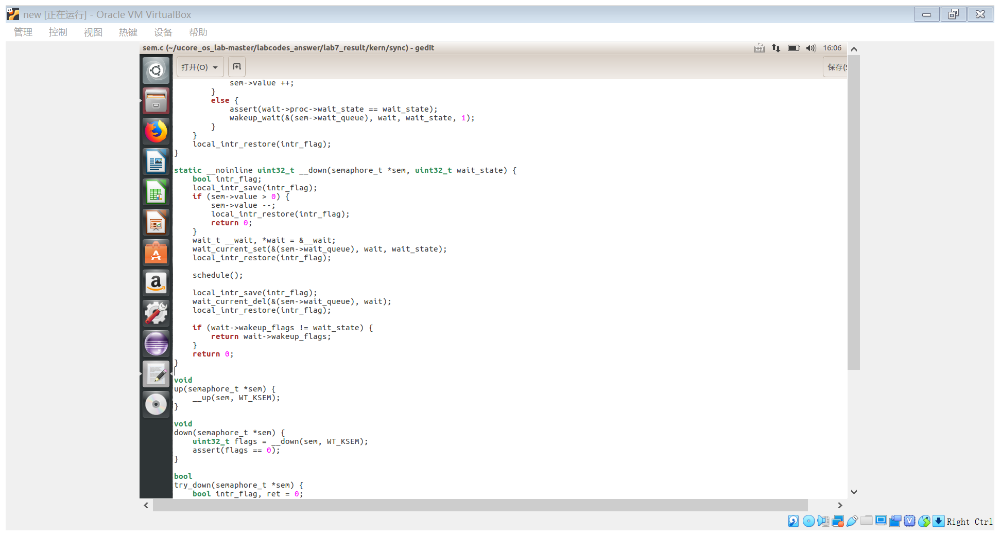 new [正在运行] - Oracle VM VirtualBox
管理 控制 视图 热键 设备 帮助
sem.c (~/ucore_os_lab-master/labcodes_answer/lab7_result/kern/sync) - gedit
16:06
打开(O)
保存(S
            sem->value ++;
        }
        else {
            assert(wait->proc->wait_state == wait_state);
            wakeup_wait(&(sem->wait_queue), wait, wait_state, 1);
        }
    }
    local_intr_restore(intr_flag);
}
static __noinline uint32_t __down(semaphore_t *sem, uint32_t wait_state) {
    bool intr_flag;
    local_intr_save(intr_flag);
    if (sem->value > 0) {
        sem->value --;
        local_intr_restore(intr_flag);
        return 0;
    }
    wait_t __wait, *wait = &__wait;
    wait_current_set(&(sem->wait_queue), wait, wait_state);
    local_intr_restore(intr_flag);
    schedule();
    local_intr_save(intr_flag);
    wait_current_del(&(sem->wait_queue), wait);
    local_intr_restore(intr_flag);
    if (wait->wakeup_flags != wait_state) {
        return wait->wakeup_flags;
    }
    return 0;
}
void
up(semaphore_t *sem) {
    __up(sem, WT_KSEM);
}
void
down(semaphore_t *sem) {
    uint32_t flags = __down(sem, WT_KSEM);
    assert(flags == 0);
}
bool
try_down(semaphore_t *sem) {
    bool intr_flag, ret = 0;
Right Ctrl